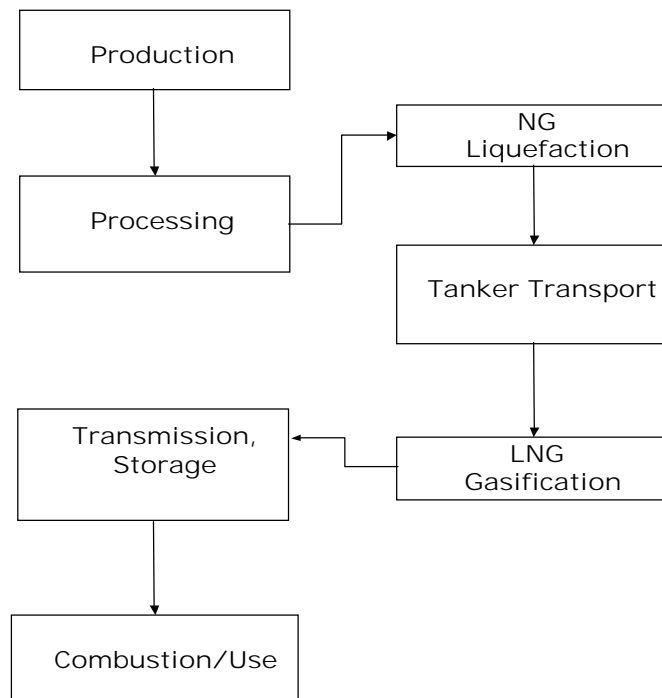 Production
Processing
NG
Liquefaction
Tanker Transport
LNG
Gasification
Transmission,
Storage
Combustion/Use